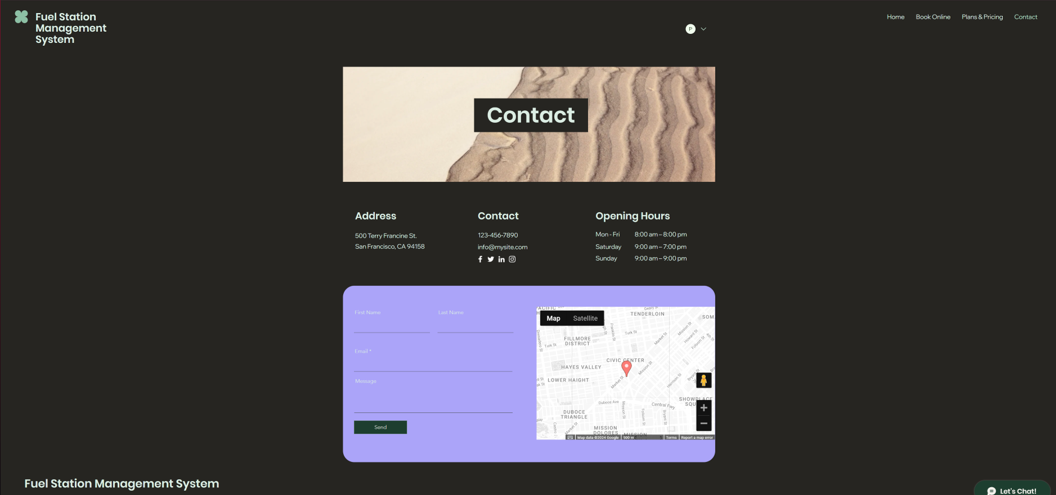 Fuel Station
Management
System
Home
Book Online
Plans & Pricing
Contact
P
Contact
Address
500 Terry Francine St.
San Francisco, CA 94158
Contact
123-456-7890
info@mysite.com
Opening Hours
Mon - Fri 8:00 am – 8:00 pm
Saturday 9:00 am – 7:00 pm
Sunday 9:00 am – 9:00 pm
First Name
Last Name
Email *
Message
Send
Map
Satellite
TENDERLOIN
FILLMORE
DISTRICT
CIVIC CENTER
HAYES VALLEY
LOWER HAIGHT
DUBOCE
TRIANGLE
MISSION
DOLORES
MISSION
Map data ©2024 Google
500 m
Terms
Report a map error
Fuel Station Management System
Let's Chat!